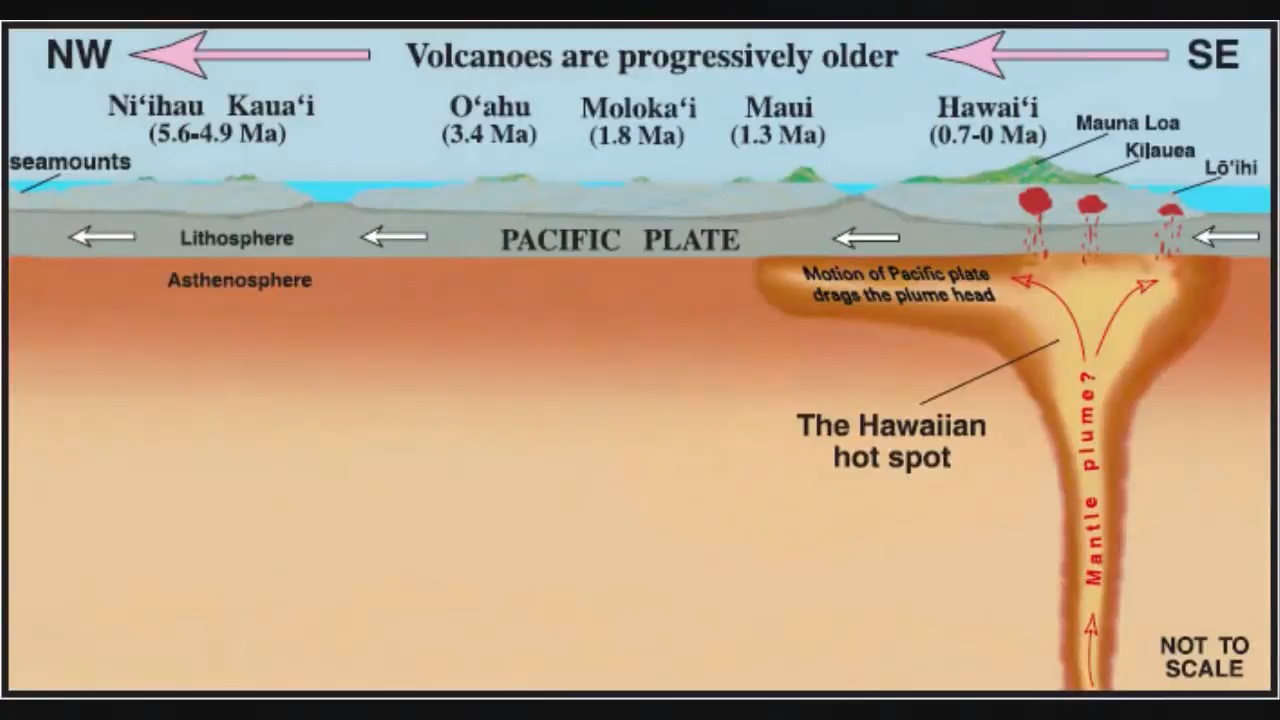 NW
Volcanoes are progressively older
SE
Ni‘ihau Kaua‘i
(5.6-4.9 Ma)
O‘ahu
(3.4 Ma)
Moloka‘i
(1.8 Ma)
Maui
(1.3 Ma)
Hawai‘i
(0.7-0 Ma)
Mauna Loa
Kīlauea
Lō‘ihi
seamounts
Lithosphere
PACIFIC PLATE
Asthenosphere
Motion of Pacific plate
drags the plume head
The Hawaiian
hot spot
Mantle plume?
NOT TO
SCALE